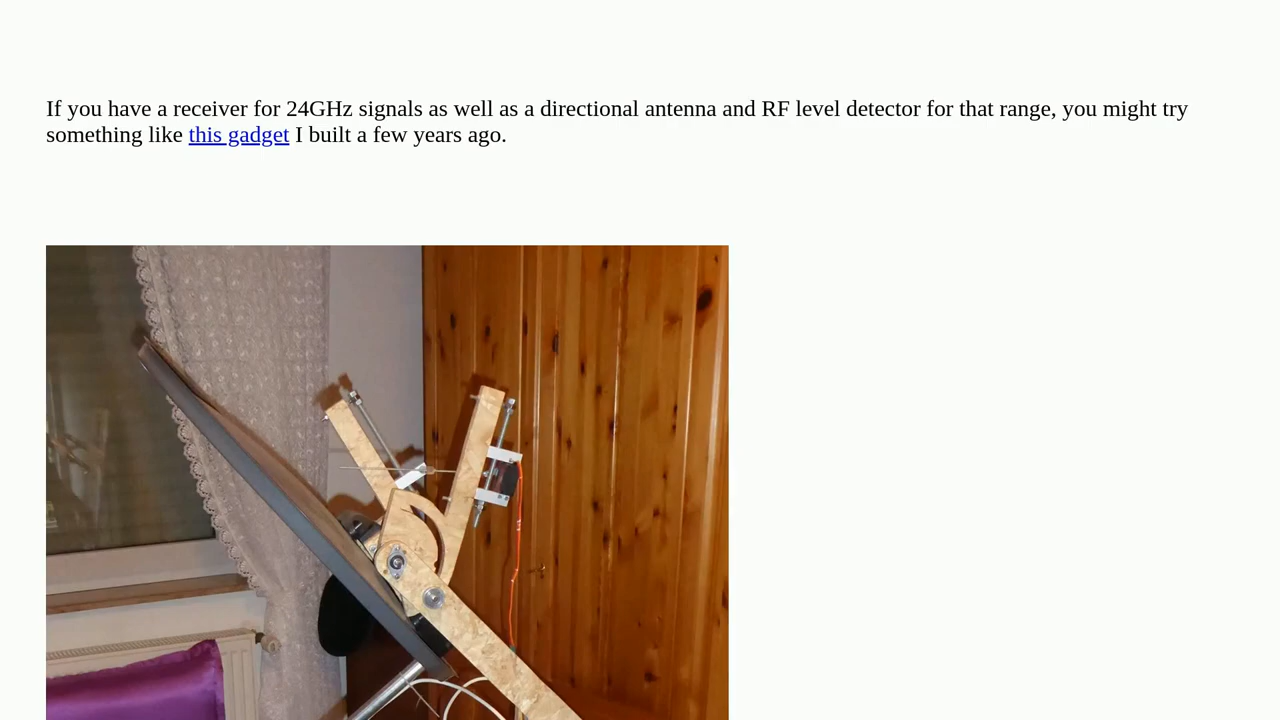 If you have a receiver for 24GHz signals as well as a directional antenna and RF level detector for that range, you might try
something like this gadget I built a few years ago.